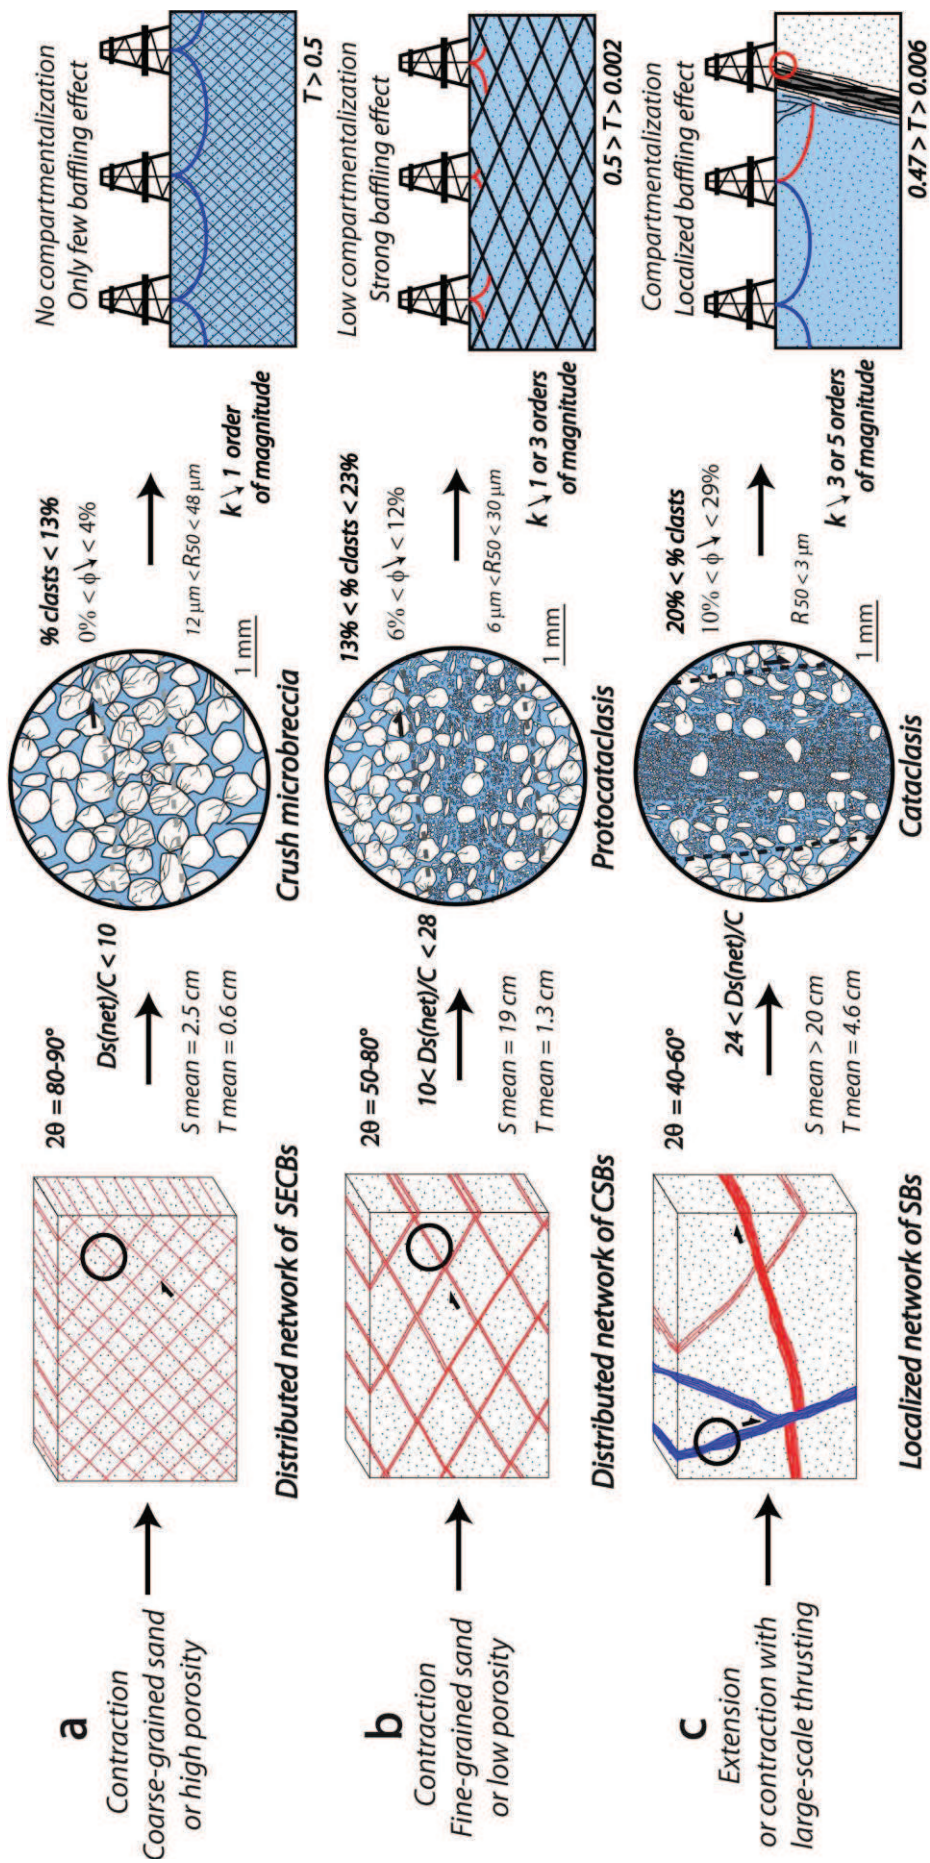 a
Contraction
Coarse-grained sand
or high porosity
Distributed network of SECBs
2θ = 80-90°
Ds(net)/C < 10
S mean = 2.5 cm
T mean = 0.6 cm
Crush microbreccia
1 mm
% clasts < 13%
0% < ϕ↘ < 4%
12 µm < R50 < 48 µm
k ↘ 1 order
of magnitude
No compartmentalization
Only few baffling effect
T > 0.5
b
Contraction
Fine-grained sand
or low porosity
Distributed network of CSBs
2θ = 50-80°
10< Ds(net)/C < 28
S mean = 19 cm
T mean = 1.3 cm
Protocataclasis
1 mm
13% < % clasts < 23%
6% < ϕ↘ < 12%
6 µm < R50 < 30 µm
k ↘ 1 or 3 orders
of magnitude
Low compartmentalization
Strong baffling effect
0.5 > T > 0.002
c
Extension
or contraction with
large-scale thrusting
Localized network of SBs
2θ = 40-60°
24 < Ds(net)/C
S mean > 20 cm
T mean = 4.6 cm
Cataclasis
1 mm
20% < % clasts
10% < ϕ↘ < 29%
R50 < 3 µm
k ↘ 3 or 5 orders
of magnitude
Compartmentalization
Localized baffling effect
0.47 > T > 0.006